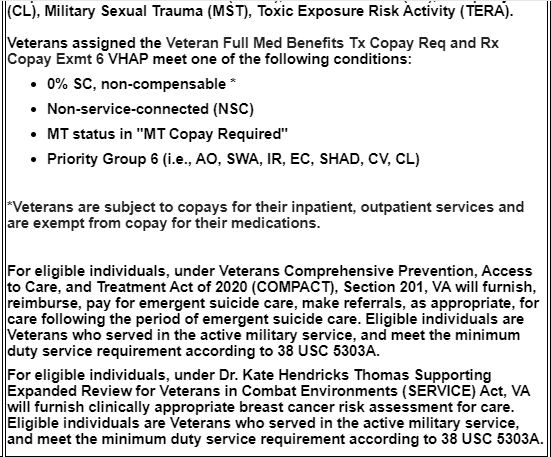 (CL), Military Sexual Trauma (MST), Toxic Exposure Risk Activity (TERA).
Veterans assigned the Veteran Full Med Benefits Tx Copay Req and Rx
Copay Exmt 6 VHAP meet one of the following conditions:
• 0% SC, non-compensable *
• Non-service-connected (NSC)
• MT status in "MT Copay Required"
• Priority Group 6 (i.e., AO, SWA, IR, EC, SHAD, CV, CL)
*Veterans are subject to copays for their inpatient, outpatient services and
are exempt from copay for their medications.
For eligible individuals, under Veterans Comprehensive Prevention, Access
to Care, and Treatment Act of 2020 (COMPACT), Section 201, VA will furnish,
reimburse, pay for emergent suicide care, make referrals, as appropriate, for
care following the period of emergent suicide care. Eligible individuals are
Veterans who served in the active military service, and meet the minimum
duty service requirement according to 38 USC 5303A.
For eligible individuals, under Dr. Kate Hendricks Thomas Supporting
Expanded Review for Veterans in Combat Environments (SERVICE) Act, VA
will furnish clinically appropriate breast cancer risk assessment for care.
Eligible individuals are Veterans who served in the active military service,
and meet the minimum duty service requirement according to 38 USC 5303A.